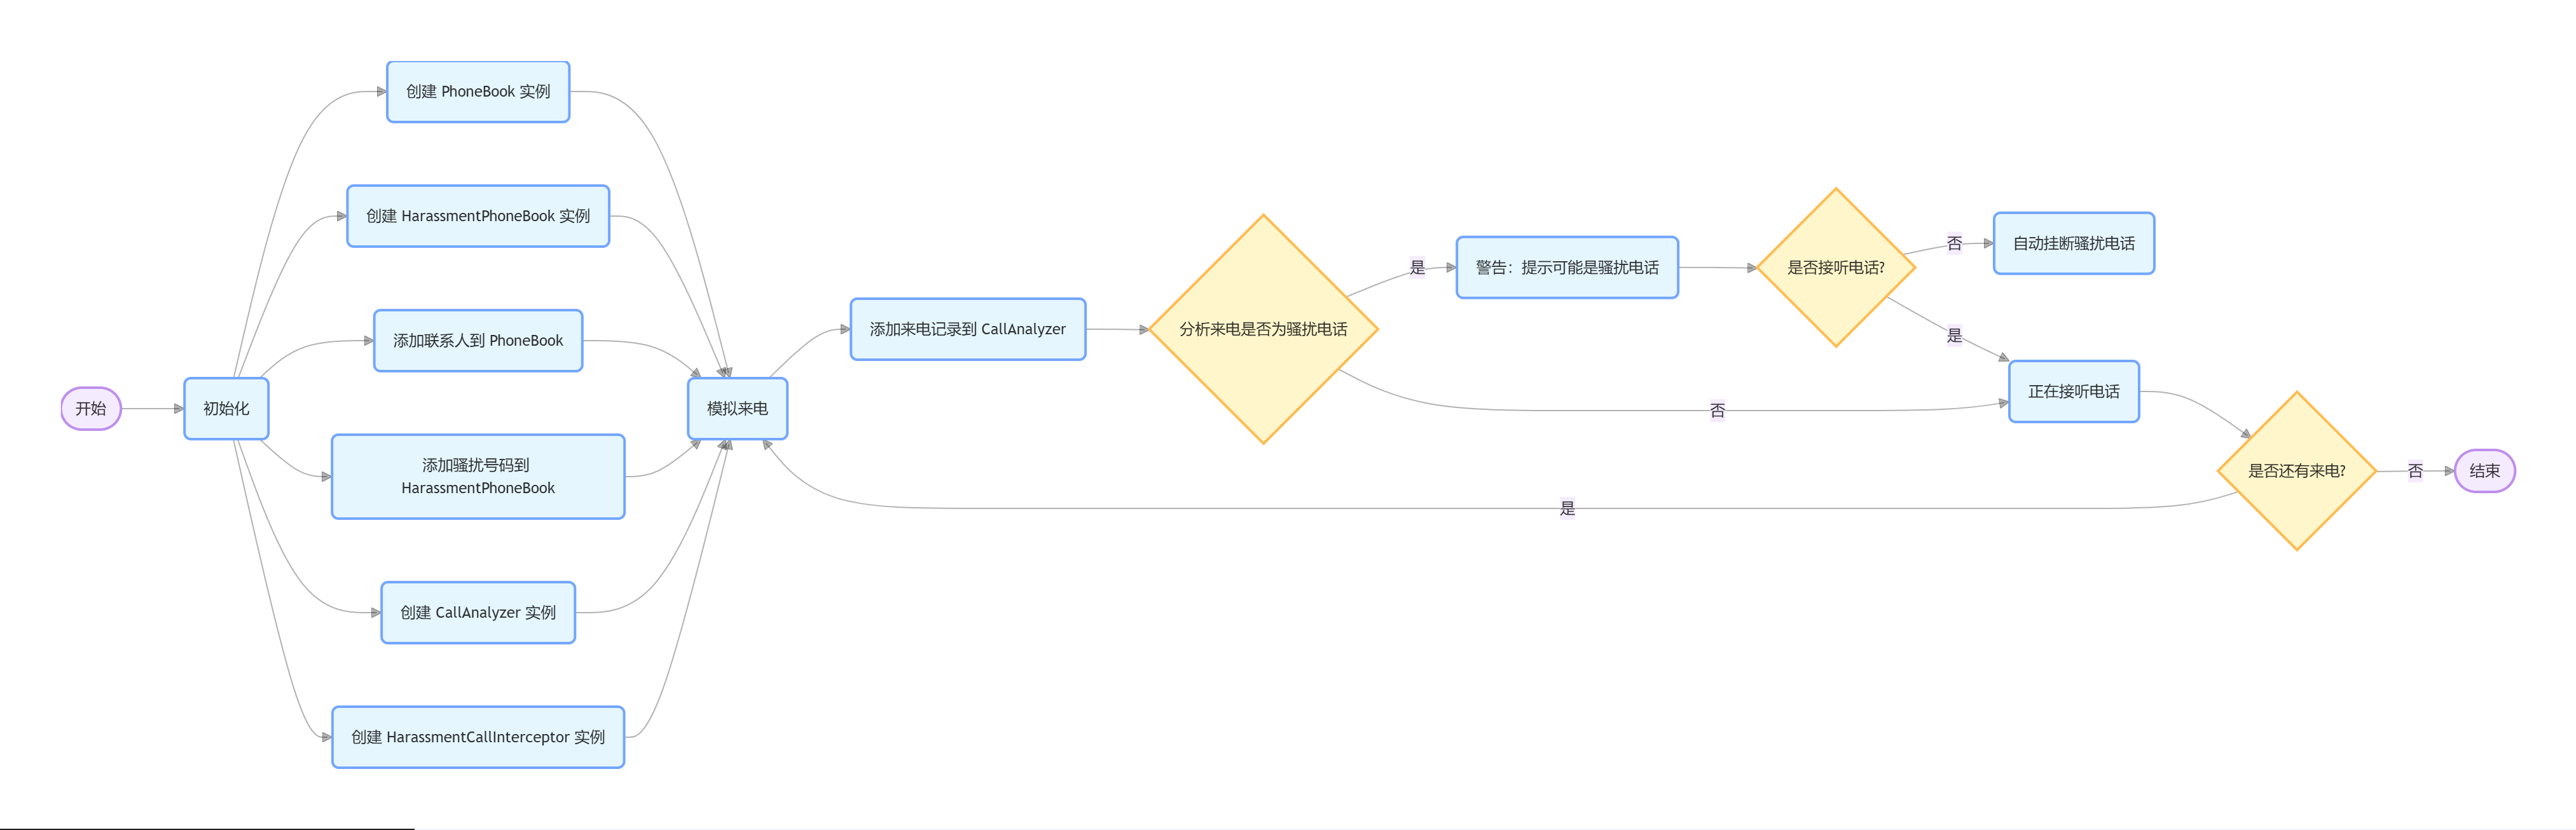 开始
初始化
创建 PhoneBook 实例
创建 HarassmentPhoneBook 实例
添加联系人到 PhoneBook
添加骚扰号码到
HarassmentPhoneBook
创建 CallAnalyzer 实例
创建 HarassmentCallInterceptor 实例
模拟来电
添加来电记录到 CallAnalyzer
分析来电是否为骚扰电话
是
警告：提示可能是骚扰电话
是否接听电话?
否
自动挂断骚扰电话
是
否
正在接听电话
是否还有来电?
是
否
结束